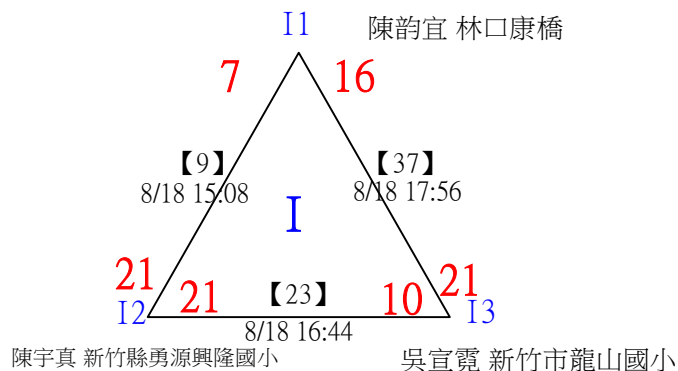 I1
陳韵宜 林口康橋
7
16
【9】
8/18 15:08
【37】
8/18 17:56
I
21
21
【23】
10
21
I2
I3
8/18 16:44
陳宇真 新竹縣勇源興隆國小
吳宣霓 新竹市龍山國小